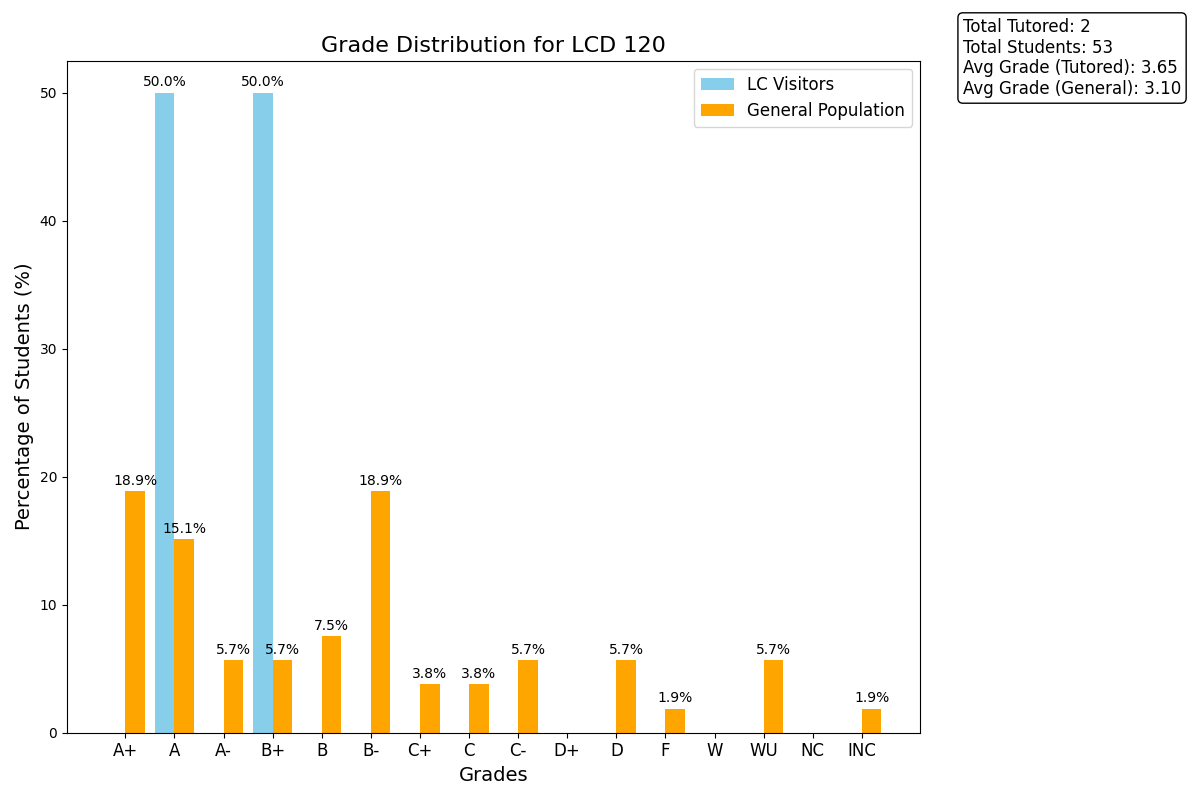 Grade Distribution for LCD 120
Total Tutored: 2
Total Students: 53
Avg Grade (Tutored): 3.65
Avg Grade (General): 3.10
LC Visitors
General Population
Percentage of Students (%)
50
40
30
20
10
0
50.0%
50.0%
18.9%
15.1%
5.7%
5.7%
7.5%
18.9%
3.8%
3.8%
5.7%
5.7%
1.9%
5.7%
1.9%
A+ A A- B+ B B- C+ C C- D+ D F W WU NC INC
Grades